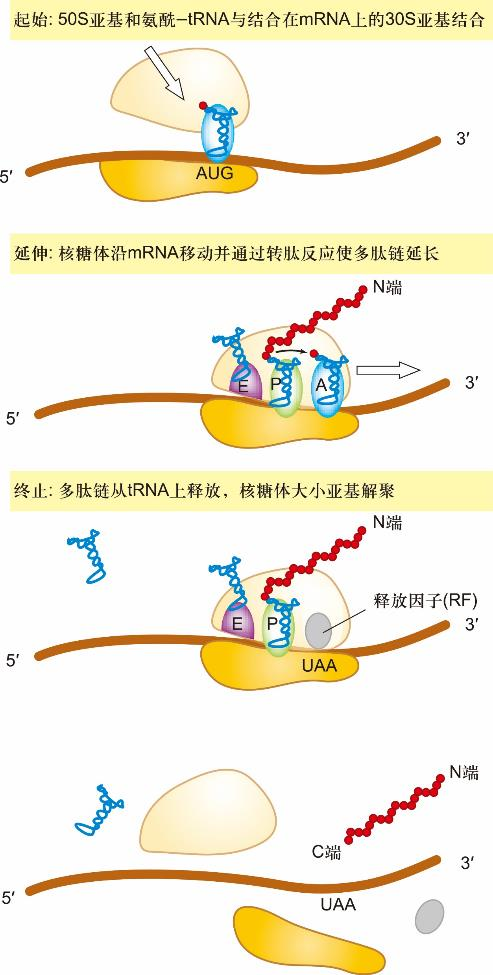 起始: 50S亚基和氨酰–tRNA与结合在mRNA上的30S亚基结合
3′
5′
AUG
延伸: 核糖体沿mRNA移动并通过转肽反应使多肽链延长
N端
E P A
3′
5′
终止: 多肽链从tRNA上释放，核糖体大小亚基解聚
N端
释放因子(RF)
E P
3′
5′
UAA
N端
C端
3′
5′
UAA